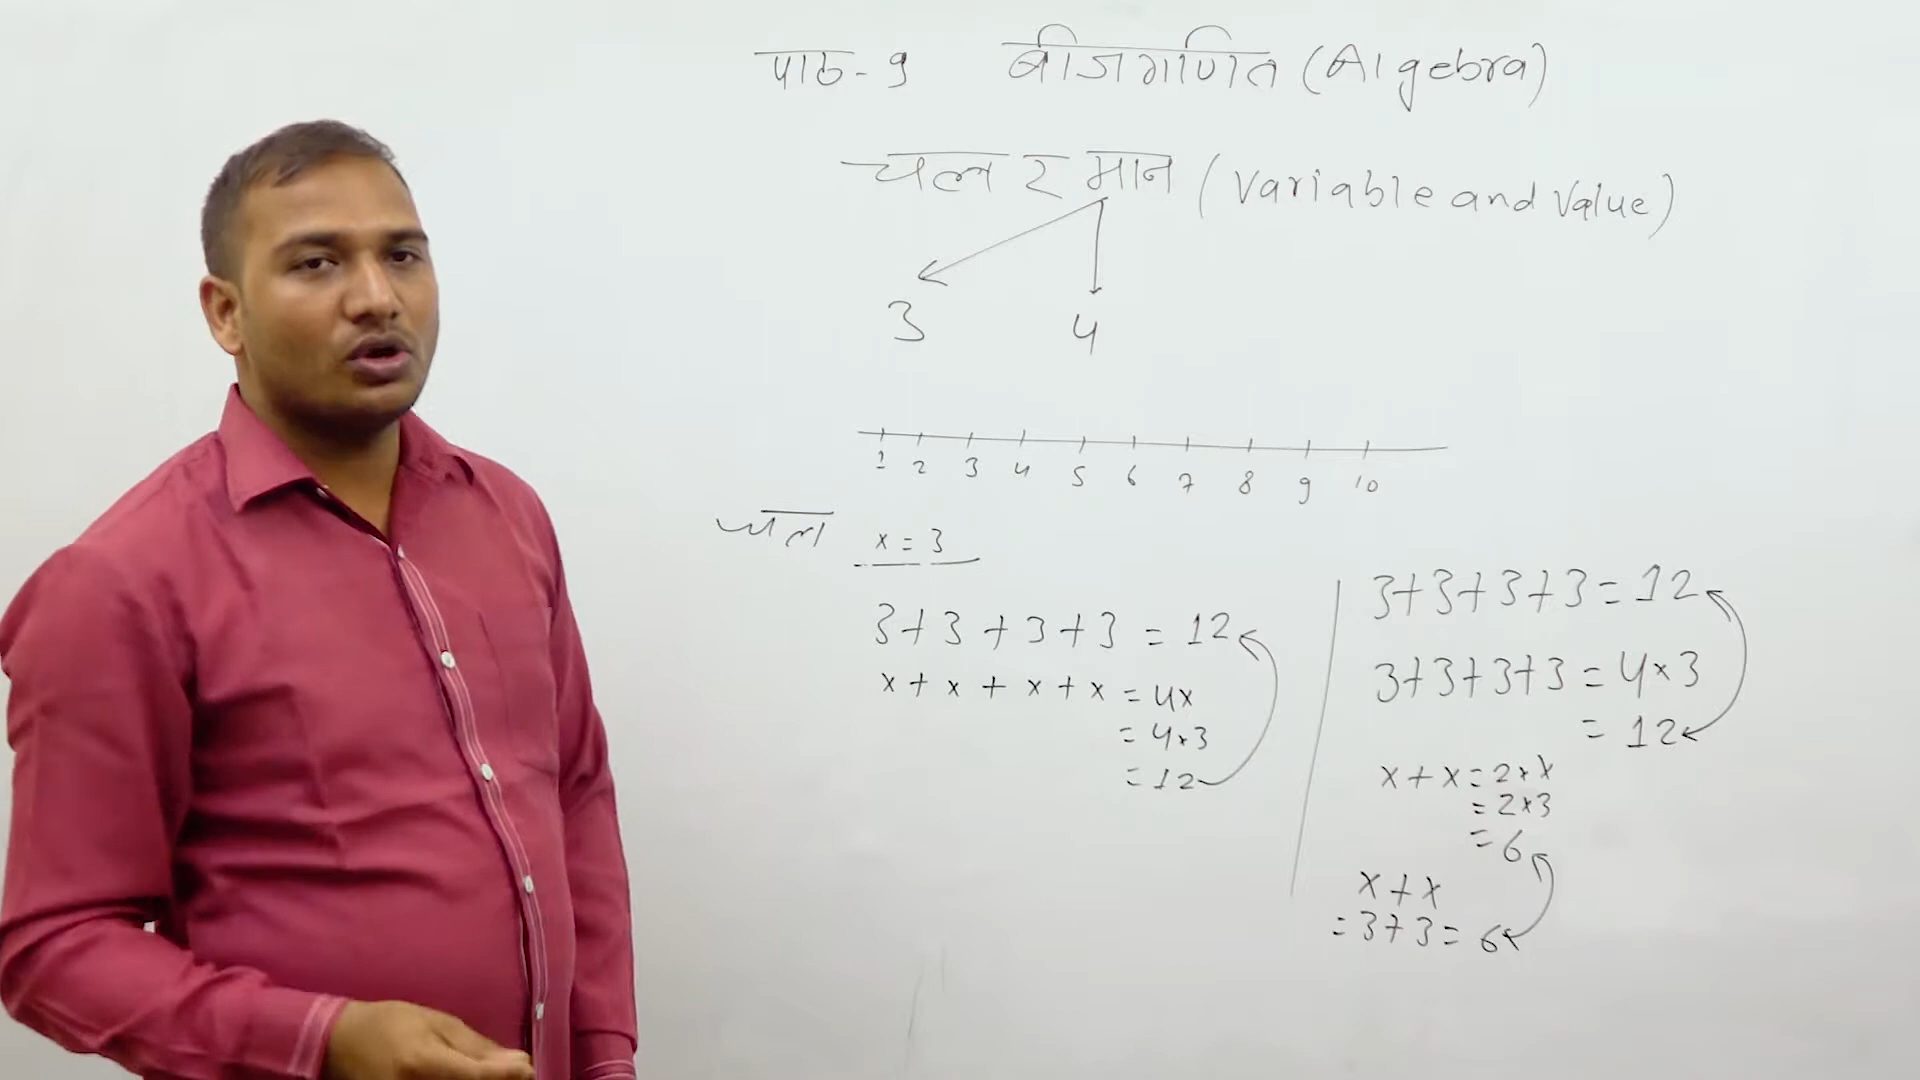 पाठ - 9 बीजगणित (Algebra)
चल र मान (Variable and Value)
3 4
1 2 3 4 5 6 7 8 9 10
चल x = 3
3 + 3 + 3 + 3 = 12
x + x + x + x = 4x
= 4×3
= 12
3+3+3+3 = 12
3+3+3+3 = 4×3
= 12
x + x = 2×x
= 2×3
= 6
x + x
= 3+3 = 6